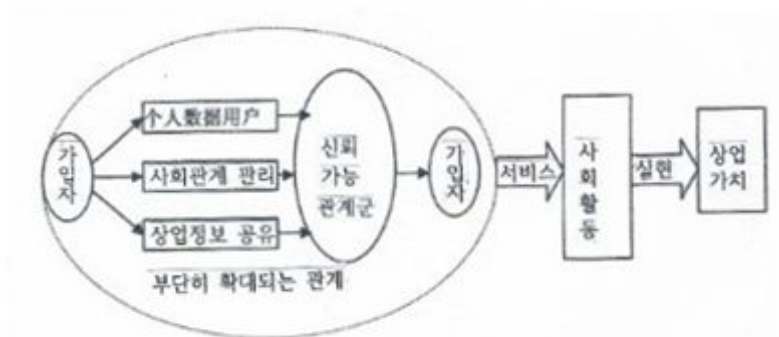 가입자
个人数据用户
사회관계 관리
상업정보 공유
신뢰
가능
관계군
가입자
서비스
사회활동
실현
상업
가치
부단히 확대되는 관계